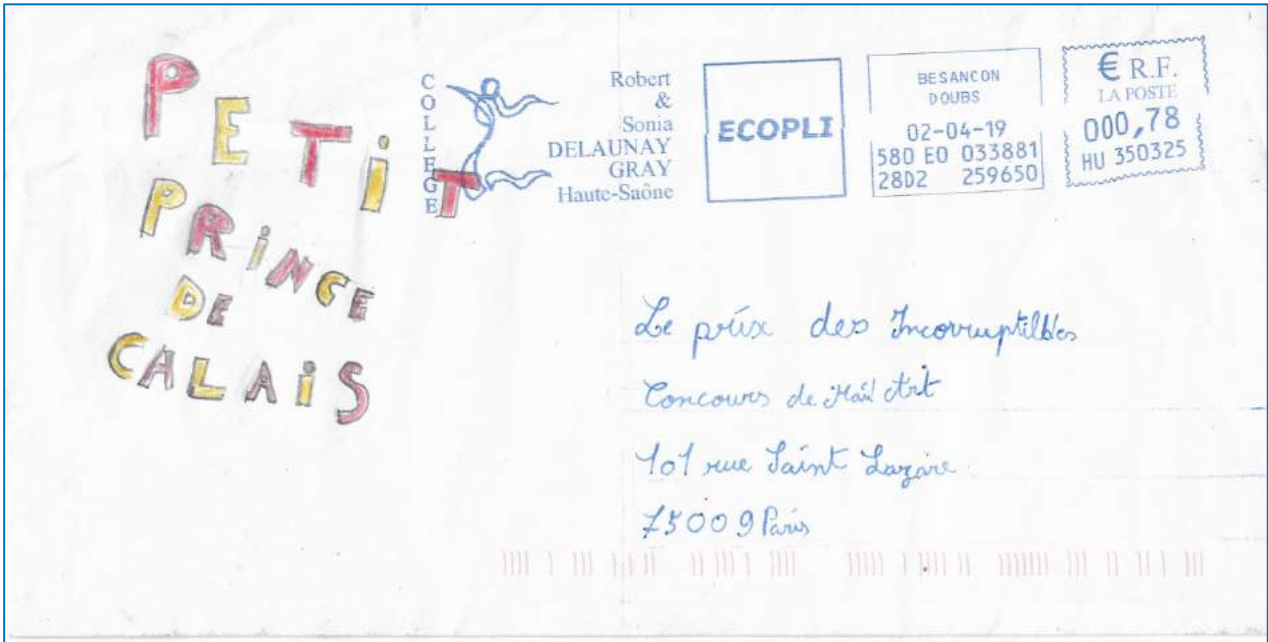 PETIT
PRINCE
DE
CALAIS
COLLEGE
Robert
&
Sonia
DELAUNAY
GRAY
Haute-Saône
ECOPLI
BESANCON
DOUBS
02-04-19
580 E0 033881
28D2 259650
€ R.F.
LA POSTE
000,78
HU 350325
Le prix des Incorruptilbles
Concours de Mail Art
101 rue Saint Lazare
75009 Paris